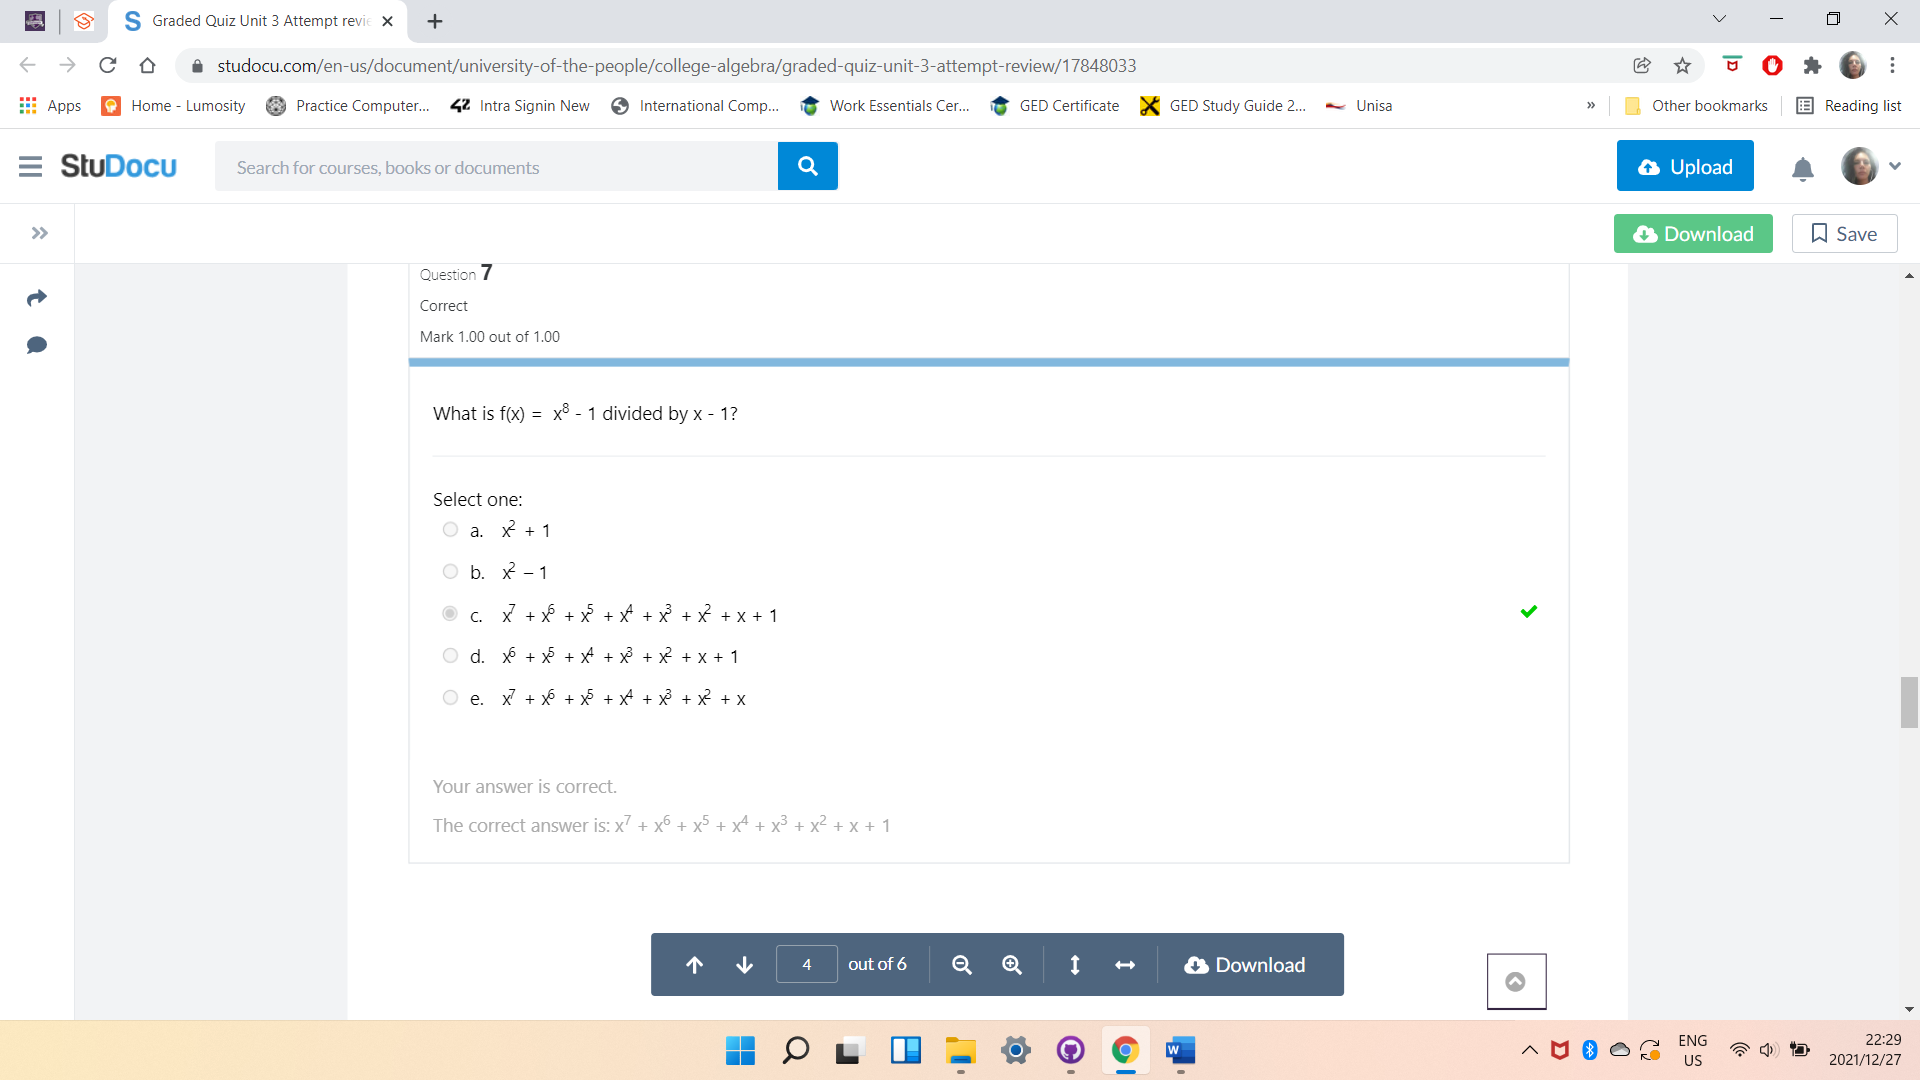 Graded Quiz Unit 3 Attempt revie
studocu.com/en-us/document/university-of-the-people/college-algebra/graded-quiz-unit-3-attempt-review/17848033
Apps Home - Lumosity Practice Computer... Intra Signin New International Comp... Work Essentials Cer... GED Certificate GED Study Guide 2... Unisa » Other bookmarks Reading list
StuDocu Search for courses, books or documents Upload
Download Save
Question 7
Correct
Mark 1.00 out of 1.00
What is f(x) = x⁸ - 1 divided by x - 1?
Select one:
a. x² + 1
b. x² – 1
c. x⁷ + x⁶ + x⁵ + x⁴ + x³ + x² + x + 1
d. x⁶ + x⁵ + x⁴ + x³ + x² + x + 1
e. x⁷ + x⁶ + x⁵ + x⁴ + x³ + x² + x
Your answer is correct.
The correct answer is: x⁷ + x⁶ + x⁵ + x⁴ + x³ + x² + x + 1
4 out of 6 Download
ENG 22:29
US 2021/12/27